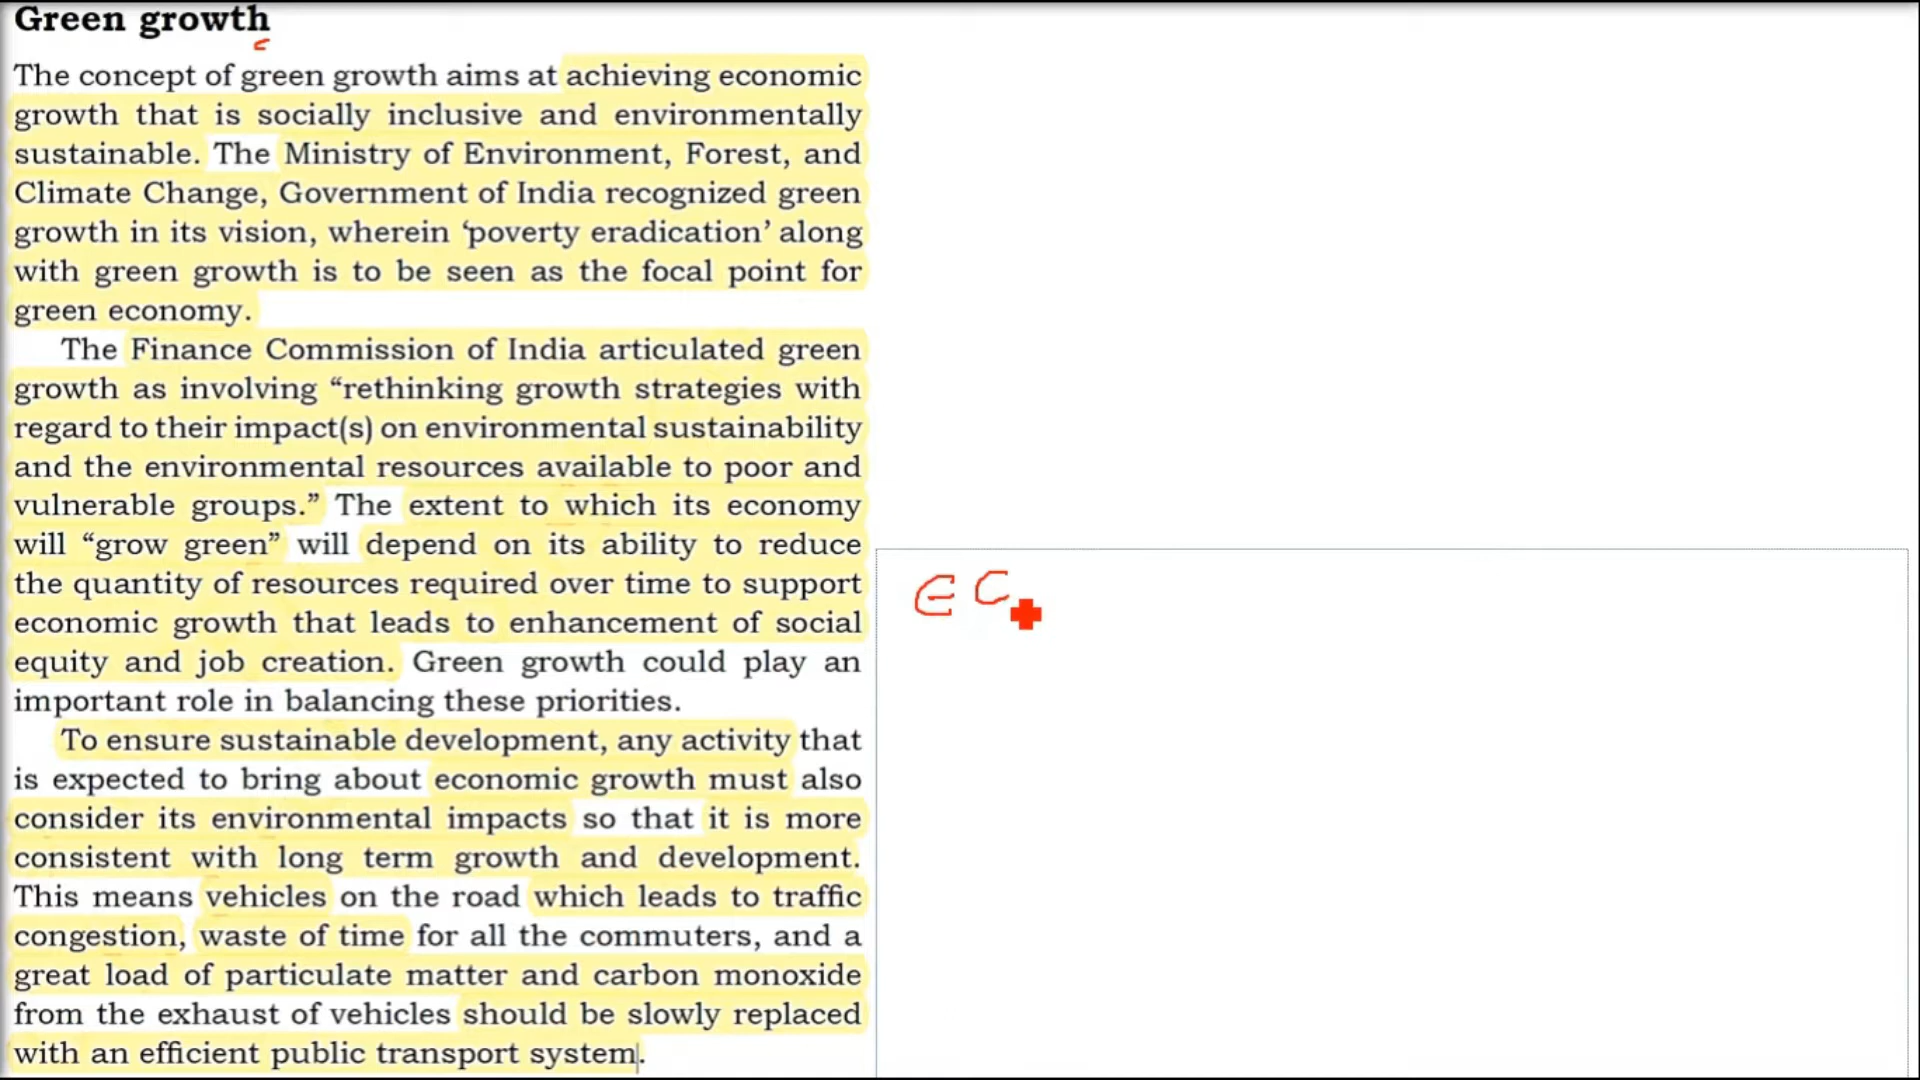 Green growth
The concept of green growth aims at achieving economic
growth that is socially inclusive and environmentally
sustainable. The Ministry of Environment, Forest, and
Climate Change, Government of India recognized green
growth in its vision, wherein ‘poverty eradication’ along
with green growth is to be seen as the focal point for
green economy.
The Finance Commission of India articulated green
growth as involving “rethinking growth strategies with
regard to their impact(s) on environmental sustainability
and the environmental resources available to poor and
vulnerable groups.” The extent to which its economy
will “grow green” will depend on its ability to reduce
the quantity of resources required over time to support
economic growth that leads to enhancement of social
equity and job creation. Green growth could play an
important role in balancing these priorities.
To ensure sustainable development, any activity that
is expected to bring about economic growth must also
consider its environmental impacts so that it is more
consistent with long term growth and development.
This means vehicles on the road which leads to traffic
congestion, waste of time for all the commuters, and a
great load of particulate matter and carbon monoxide
from the exhaust of vehicles should be slowly replaced
with an efficient public transport system.
EC